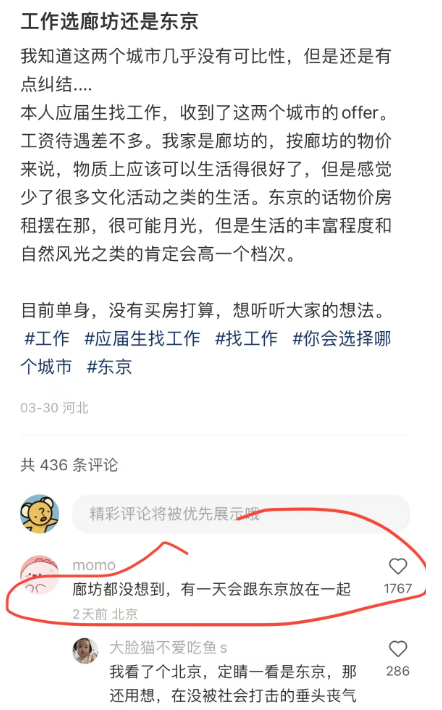 工作选廊坊还是东京
我知道这两个城市几乎没有可比性，但是还是有
点纠结....
本人应届生找工作，收到了这两个城市的offer。
工资待遇差不多。我家是廊坊的，按廊坊的物价
来说，物质上应该可以生活得很好了，但是感觉
少了很多文化活动之类的生活。东京的话物价房
租摆在那，很可能月光，但是生活的丰富程度和
自然风光之类的肯定会高一个档次。
目前单身，没有买房打算，想听听大家的想法。
#工作 #应届生找工作 #找工作 #你会选择哪
个城市 #东京
03-30 河北
共 436 条评论
精彩评论将被优先展示哦
momo
廊坊都没想到，有一天会跟东京放在一起
1767
2天前 北京
大脸猫不爱吃鱼s
我看了个北京，定睛一看是东京，那
286
还用想，在没被社会打击的垂头丧气